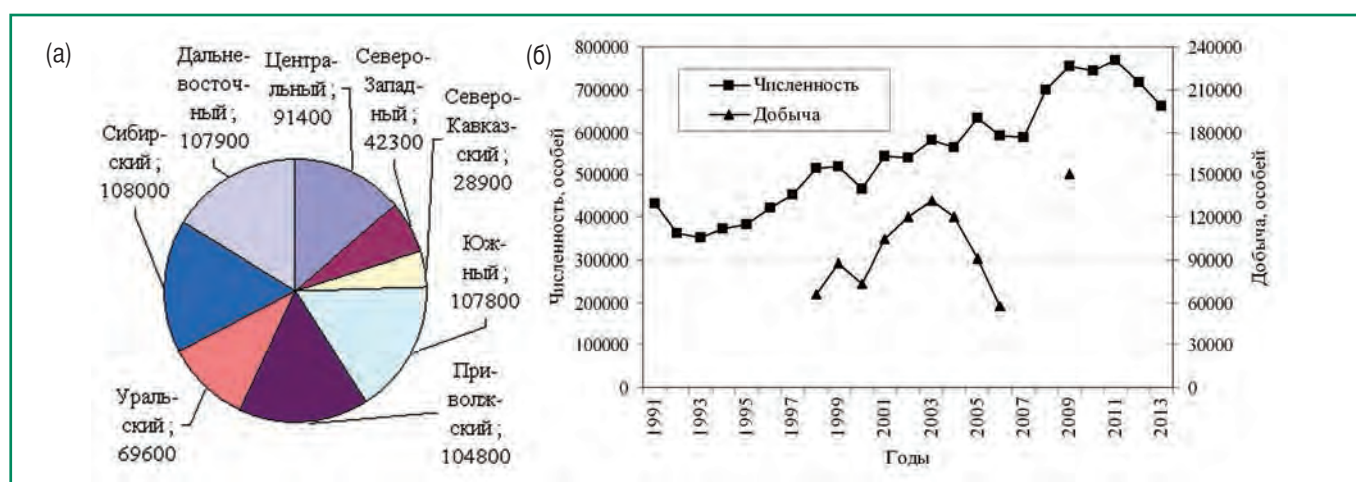 (а)
Дальне-
восточ-
ный ;
107900
Центра-
льный ;
91400
Северо-
Запад-
ный ;
42300
Северо-
Кавказ-
ский ;
28900
Юж-
ный ;
107800
При-
волж-
ский ;
104800
Ураль-
ский ;
69600
Сибир-
ский ;
108000
(б)
Численность, особей
800000
700000
600000
500000
400000
300000
200000
100000
0
Численность
Добыча
240000
210000
180000
150000
120000
90000
60000
30000
0
Добыча, особей
1991
1993
1995
1997
1999
2001
2003
2005
2007
2009
2011
2013
Годы